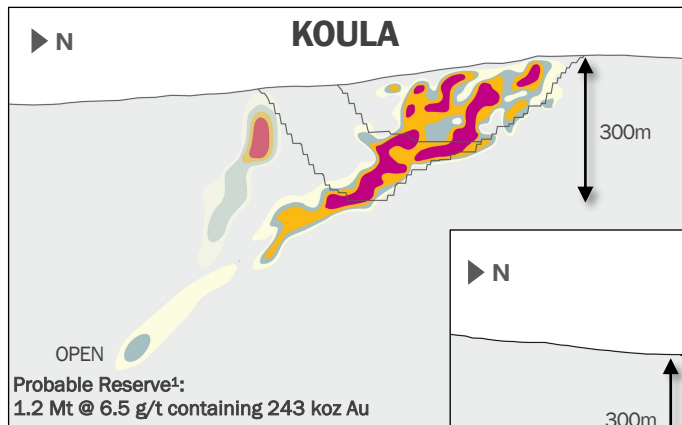 N
KOULA
300m
N
OPEN
Probable Reserve¹:
1.2 Mt @ 6.5 g/t containing 243 koz Au
300m